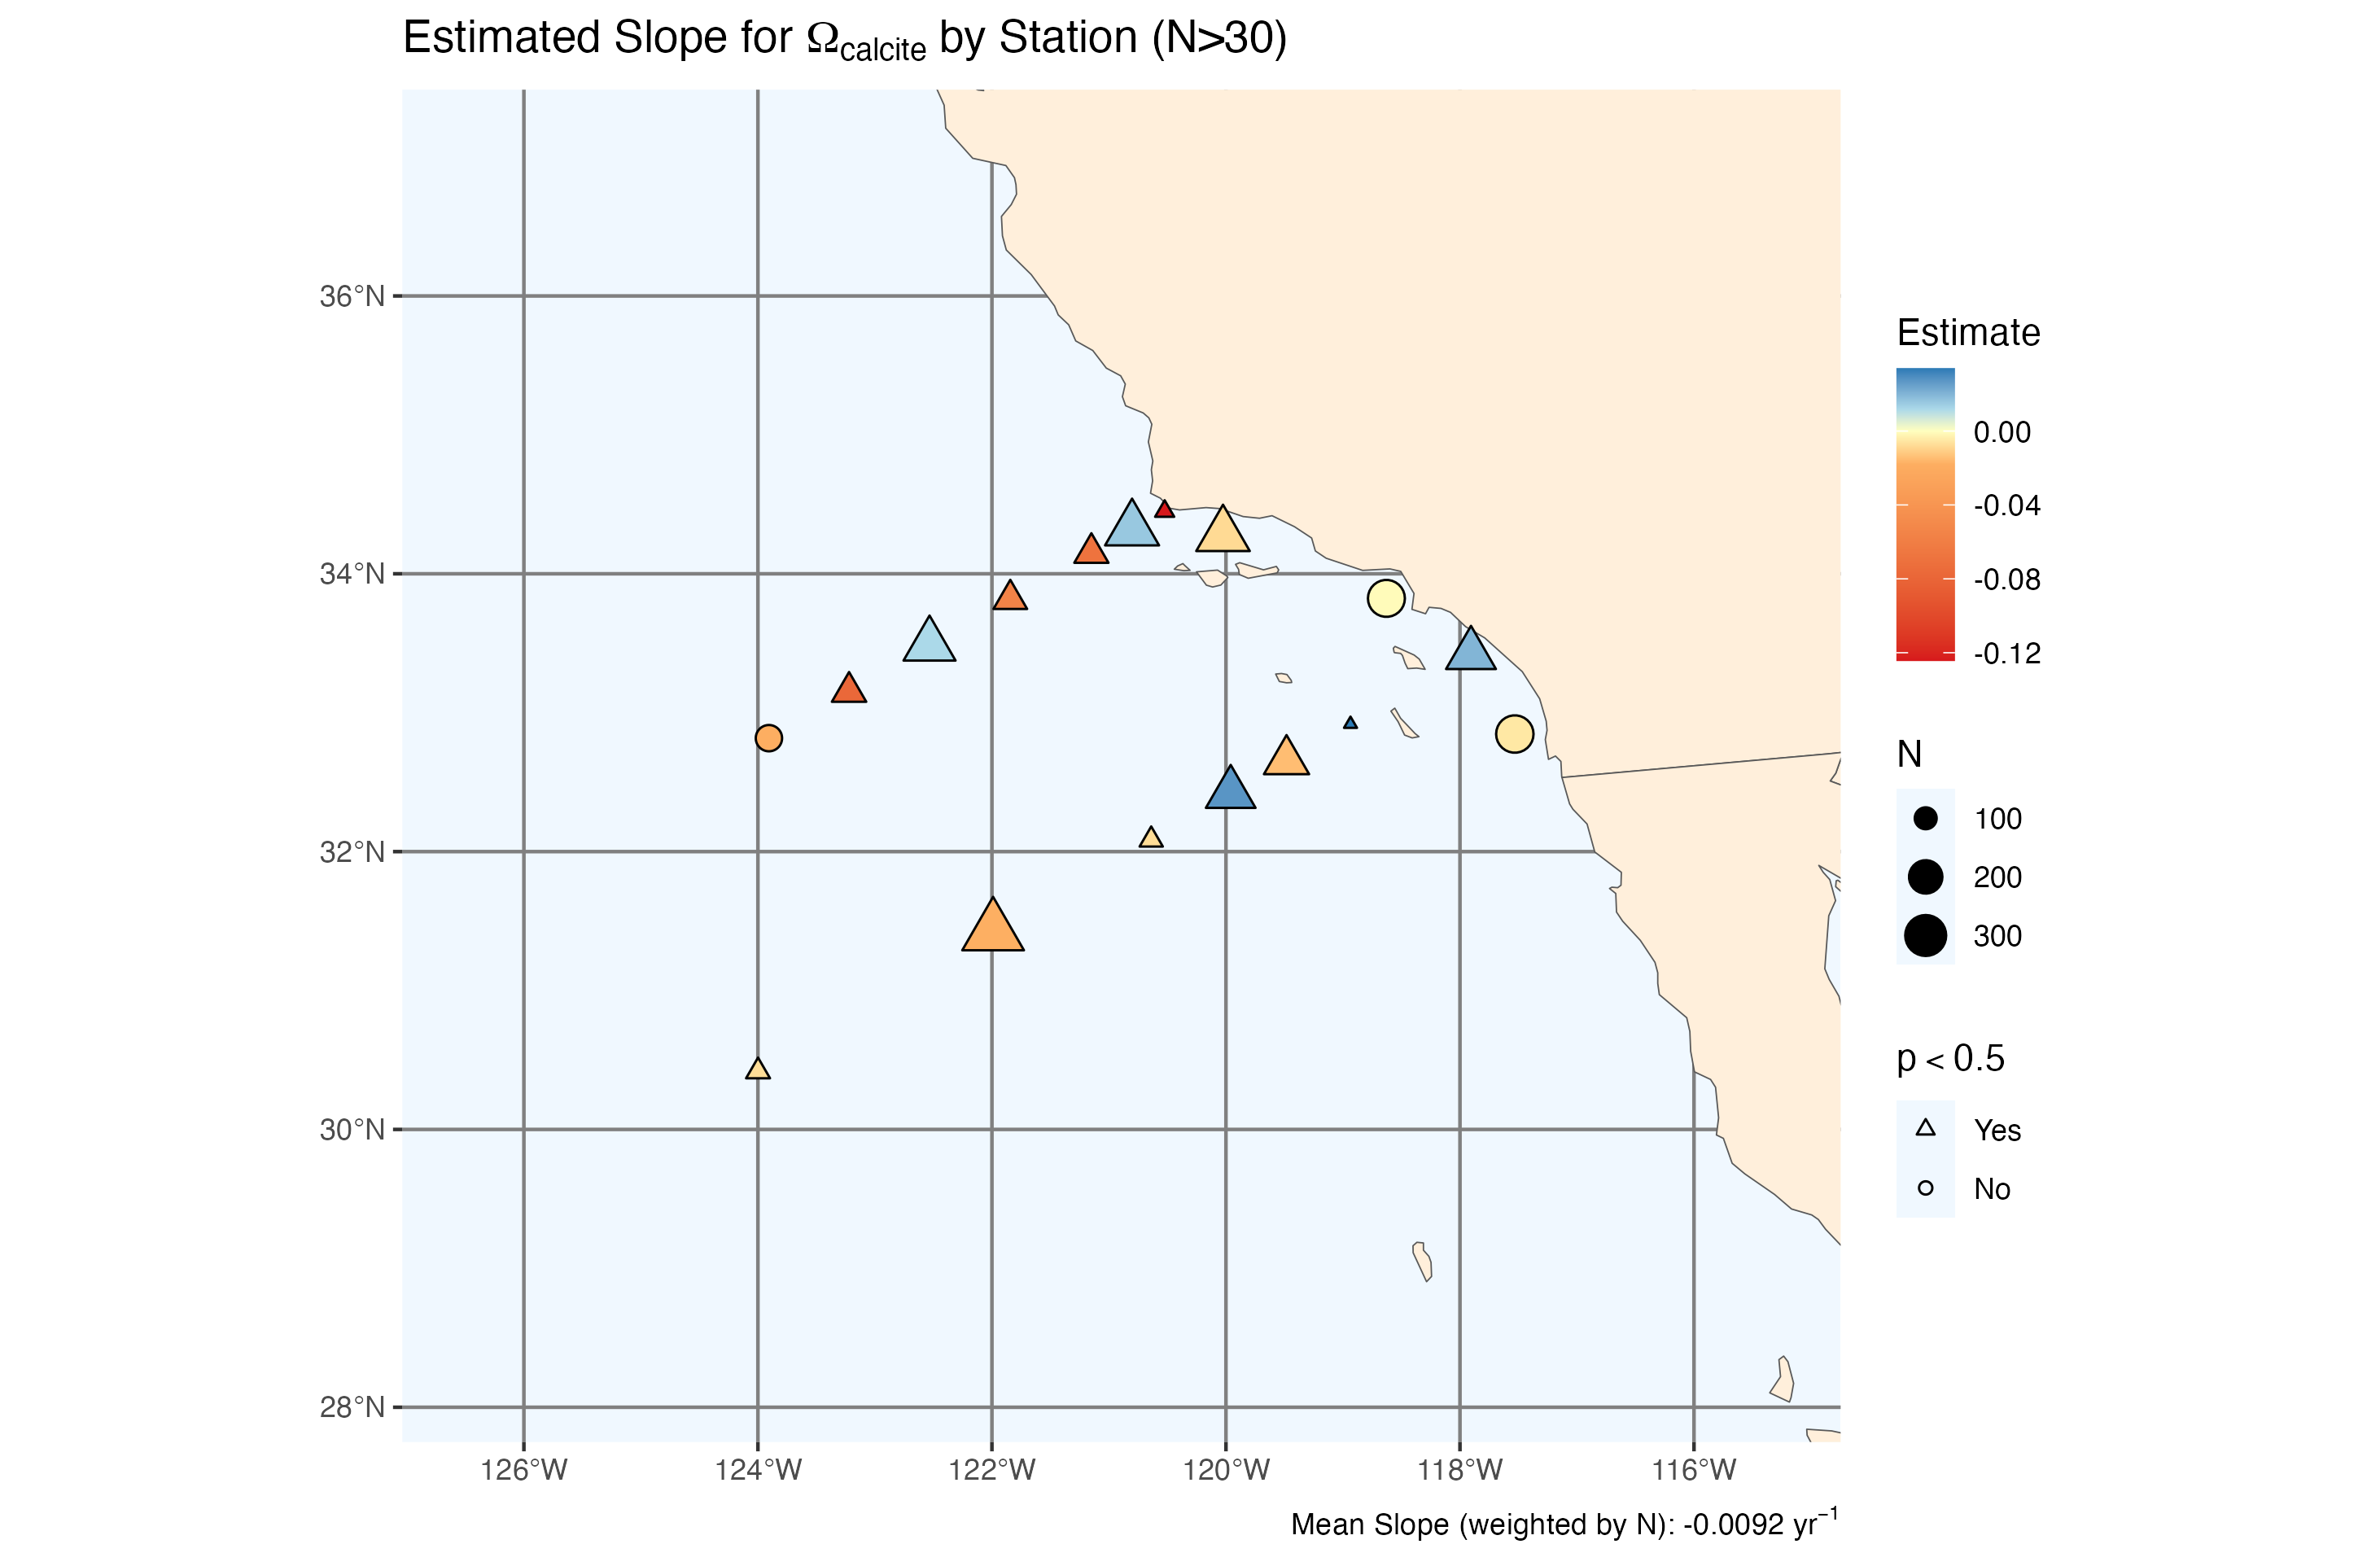 Estimated Slope for Ωcalcite by Station (N>30)
36°N
34°N
32°N
30°N
28°N
126°W 124°W 122°W 120°W 118°W 116°W
Mean Slope (weighted by N): -0.0092 yr⁻¹
Estimate
0.00
-0.04
-0.08
-0.12
N
100
200
300
p < 0.5
Yes
No